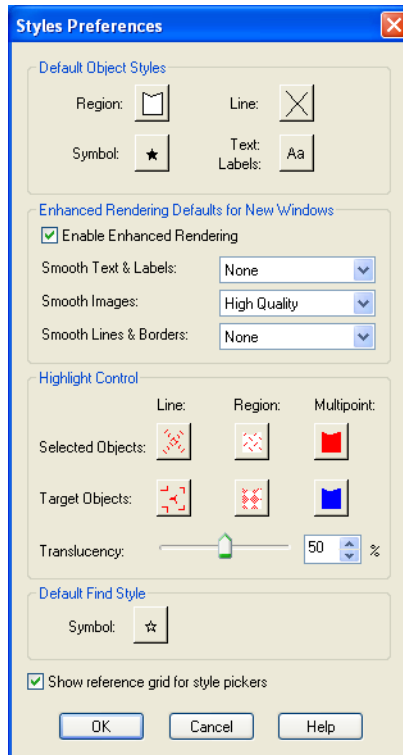 Styles Preferences
Default Object Styles
Region:
Line:
Symbol:
Text:
Labels:
Aa
Enhanced Rendering Defaults for New Windows
Enable Enhanced Rendering
Smooth Text & Labels:
None
Smooth Images:
High Quality
Smooth Lines & Borders:
None
Highlight Control
Line:
Region:
Multipoint:
Selected Objects:
Target Objects:
Translucency:
50
%
Default Find Style
Symbol:
Show reference grid for style pickers
OK
Cancel
Help